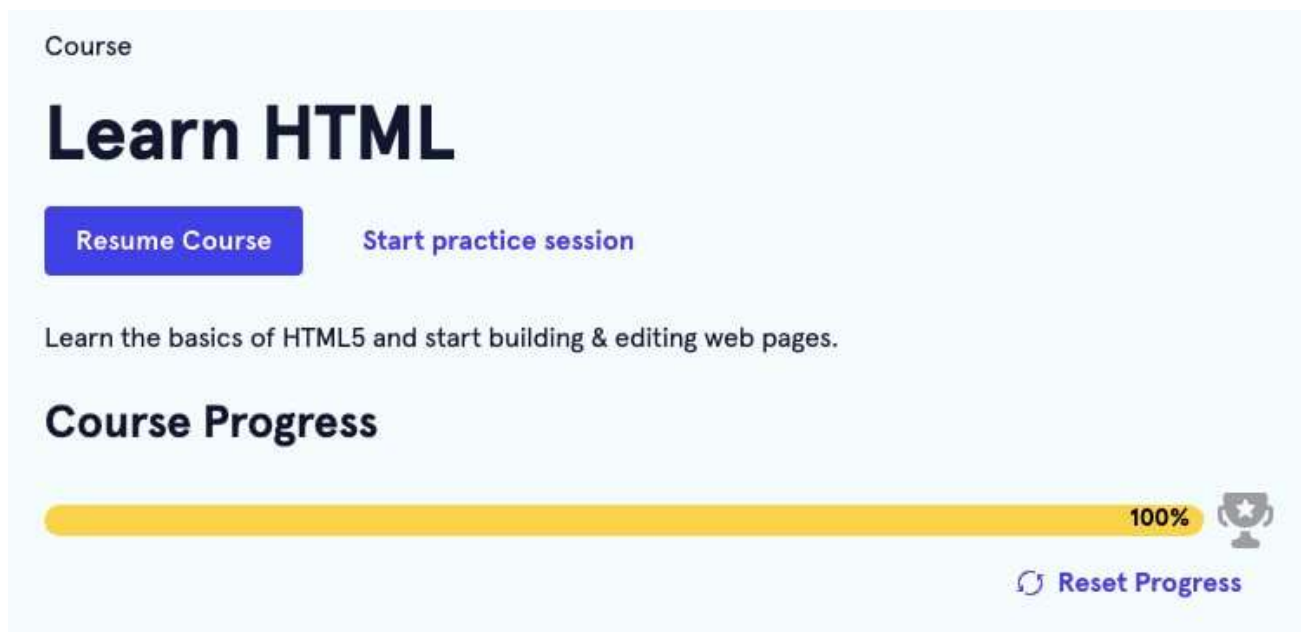 Course
Learn HTML
Resume Course Start practice session
Learn the basics of HTML5 and start building & editing web pages.
Course Progress
100%
Reset Progress